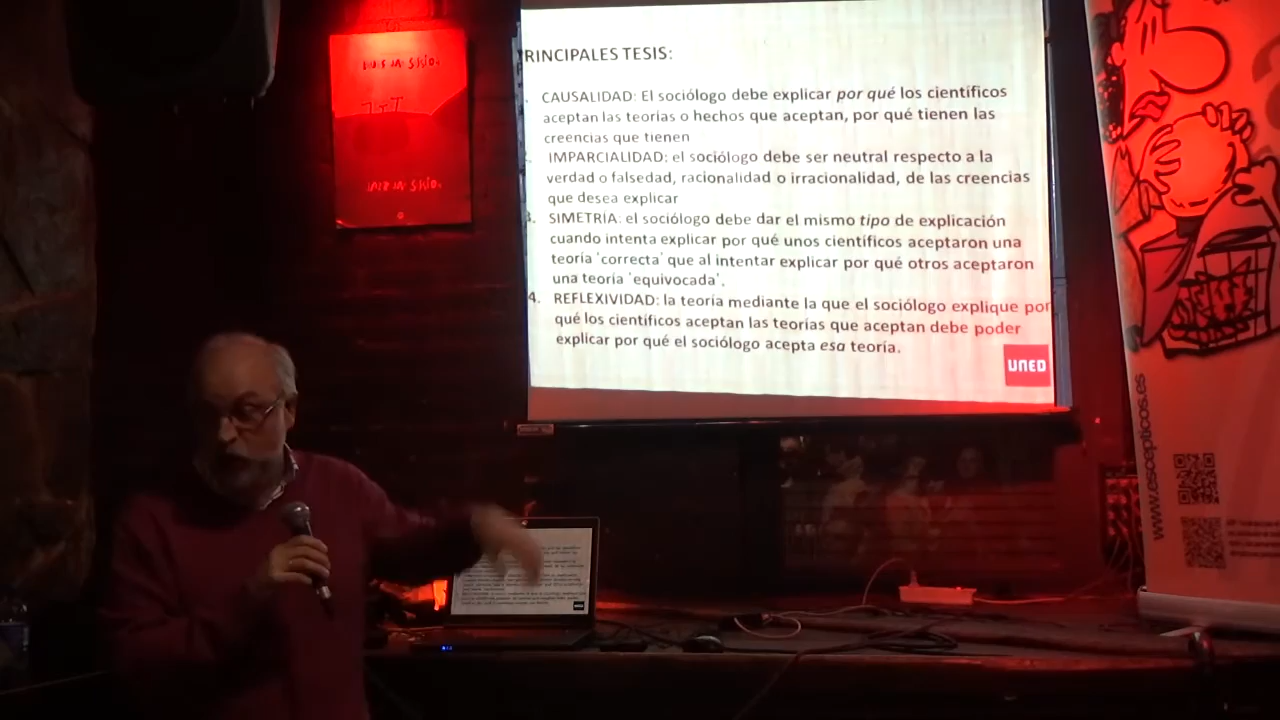 RINCIPALES TESIS:
CAUSALIDAD: El sociólogo debe explicar por qué los científicos
aceptan las teorías o hechos que aceptan, por qué tienen las
creencias que tienen
IMPARCIALIDAD: el sociólogo debe ser neutral respecto a la
verdad o falsedad, racionalidad o irracionalidad, de las creencias
que desea explicar
3. SIMETRIA: el sociólogo debe dar el mismo tipo de explicación
cuando intenta explicar por qué unos científicos aceptaron una
teoría 'correcta' que al intentar explicar por qué otros aceptaron
una teoría 'equivocada'.
4. REFLEXIVIDAD: la teoría mediante la que el sociólogo explique por
qué los científicos aceptan las teorías que aceptan debe poder
explicar por qué el sociólogo acepta esa teoría.
UNED
www.escepticos.es